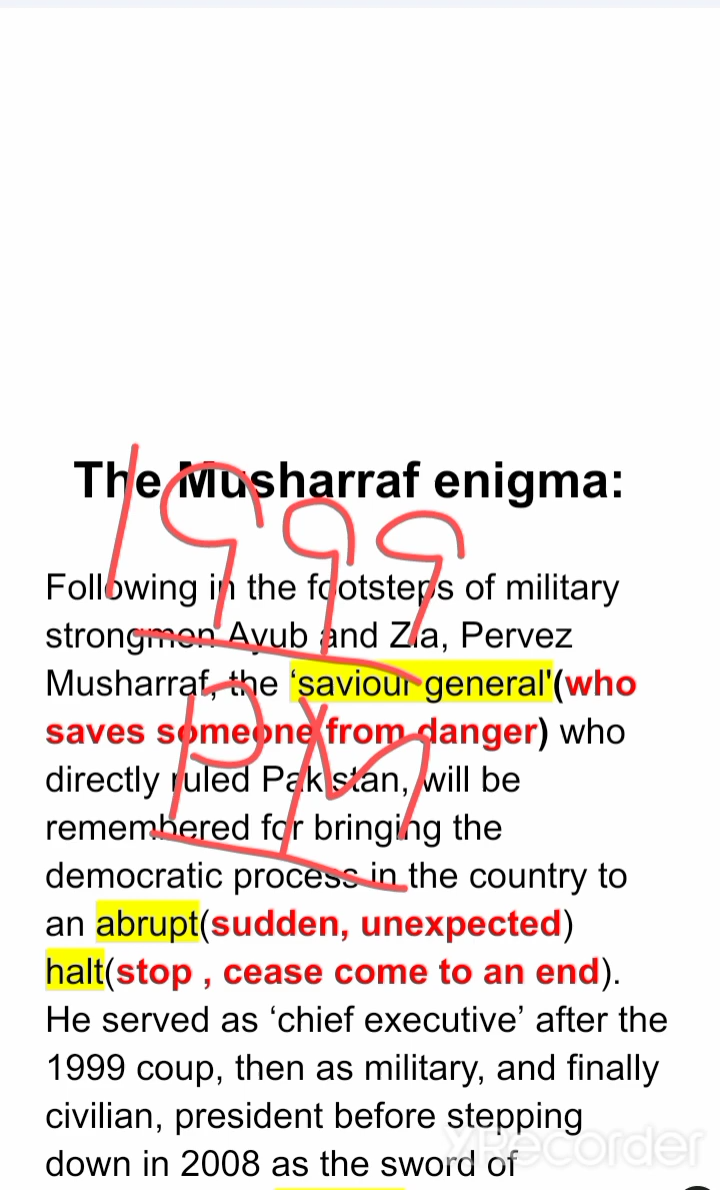 The Musharraf enigma:
1999
Following in the footsteps of military
strongmen Ayub and Zia, Pervez
Musharraf, the ‘saviour general'(who
saves someone from danger) who
PM
directly ruled Pakistan, will be
remembered for bringing the
democratic process in the country to
an abrupt(sudden, unexpected)
halt(stop , cease come to an end).
He served as ‘chief executive’ after the
1999 coup, then as military, and finally
civilian, president before stepping
down in 2008 as the sword of
XRecorder